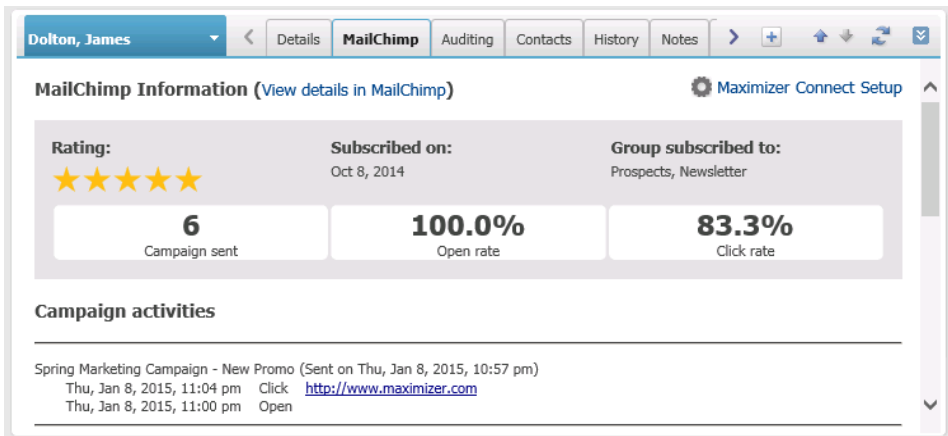 Dolton, James
Details
MailChimp
Auditing
Contacts
History
Notes
MailChimp Information (View details in MailChimp)
Maximizer Connect Setup
Rating:
Subscribed on:
Group subscribed to:
Oct 8, 2014
Prospects, Newsletter
6
100.0%
83.3%
Campaign sent
Open rate
Click rate
Campaign activities
Spring Marketing Campaign - New Promo (Sent on Thu, Jan 8, 2015, 10:57 pm)
Thu, Jan 8, 2015, 11:04 pm Click http://www.maximizer.com
Thu, Jan 8, 2015, 11:00 pm Open